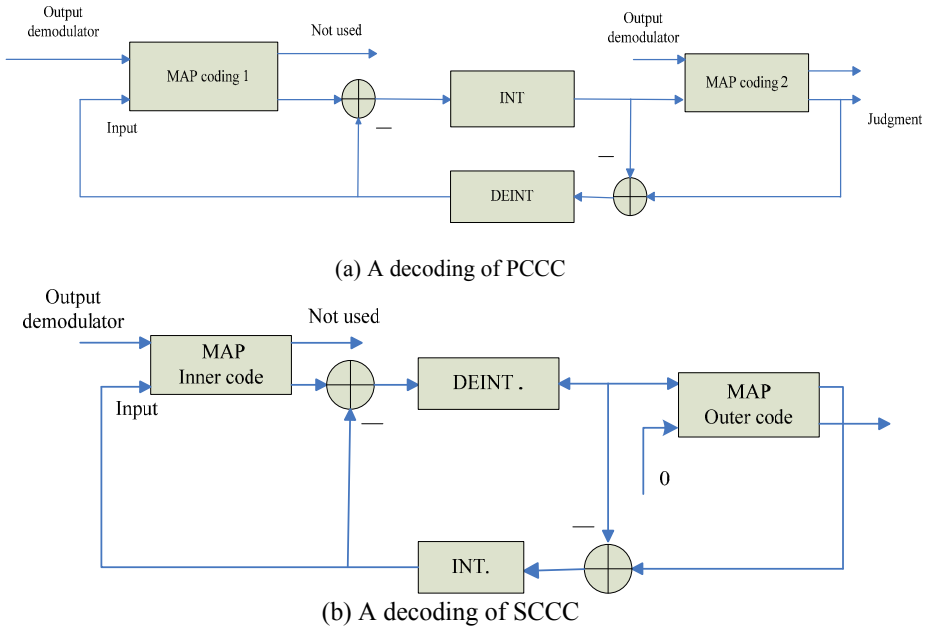 Output
demodulator
Not used
MAP coding 1
Input
—
INT
DEINT
—
Output
demodulator
MAP coding 2
Judgment
(a) A decoding of PCCC
Output
demodulator
Not used
MAP
Inner code
Input
—
DEINT .
MAP
Outer code
0
—
INT.
(b) A decoding of SCCC